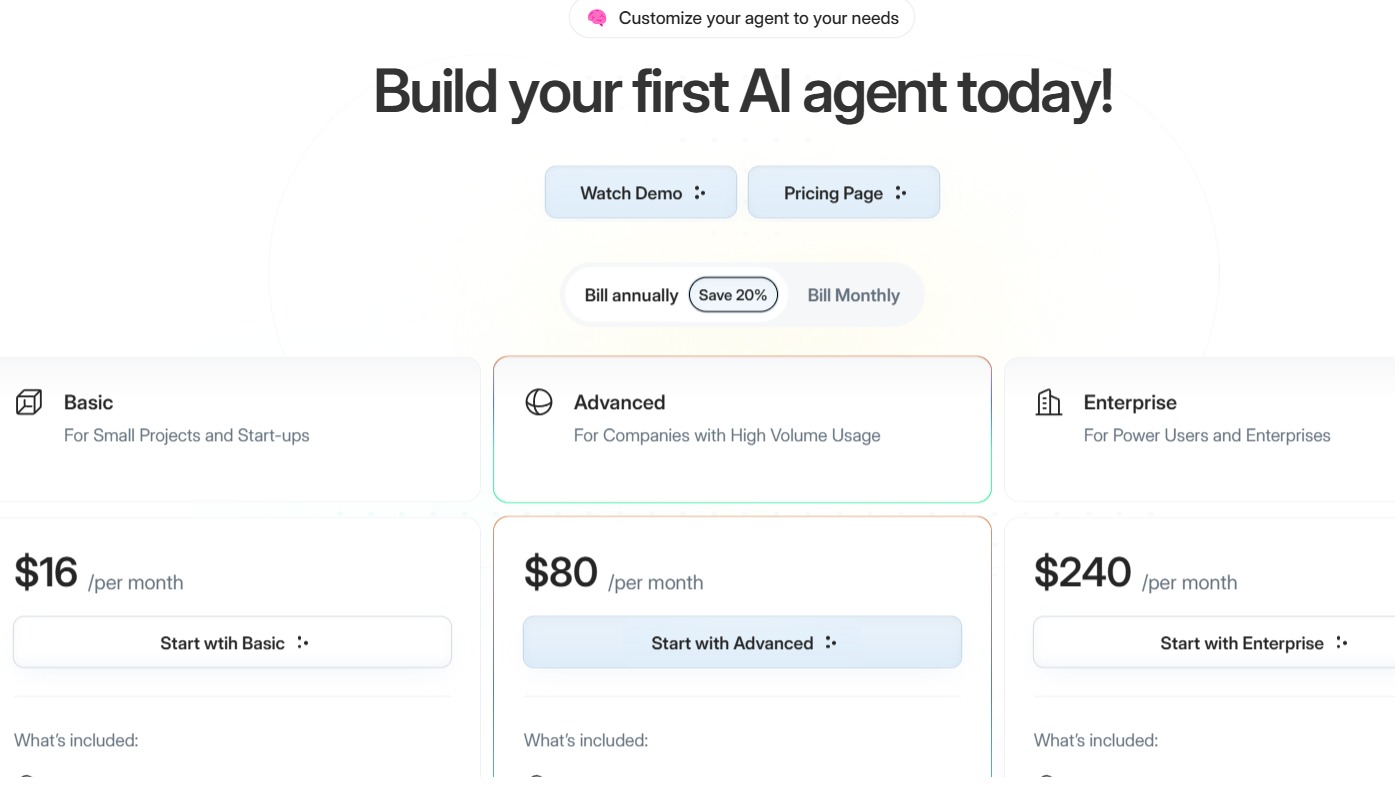 Customize your agent to your needs
Build your first AI agent today!
Watch Demo
Pricing Page
Bill annually Save 20% Bill Monthly
Basic
For Small Projects and Start-ups
Advanced
For Companies with High Volume Usage
Enterprise
For Power Users and Enterprises
$16 /per month
Start wtih Basic
What's included:
$80 /per month
Start with Advanced
What's included:
$240 /per month
Start with Enterprise
What's included: